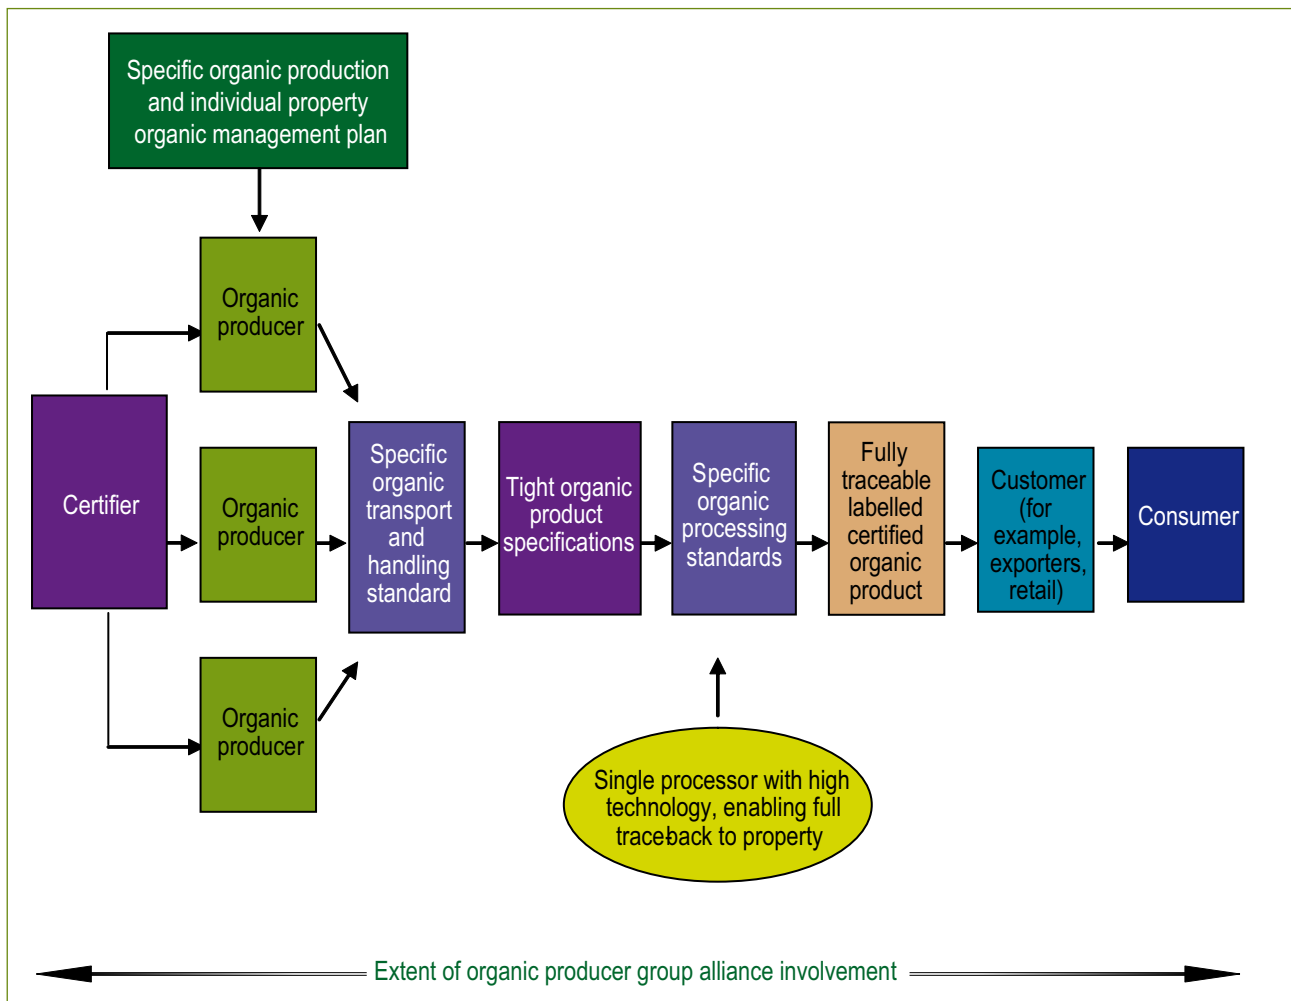 Specific organic production
and individual property
organic management plan
Organic
producer
Certifier
Organic
producer
Organic
producer
Specific
organic
transport
and
handling
standard
Tight organic
product
specifications
Specific
organic
processing
standards
Fully
traceable
labelled
certified
organic
product
Customer
(for
example,
exporters,
retail)
Consumer
Single processor with high
technology, enabling full
trace-back to property
Extent of organic producer group alliance involvement